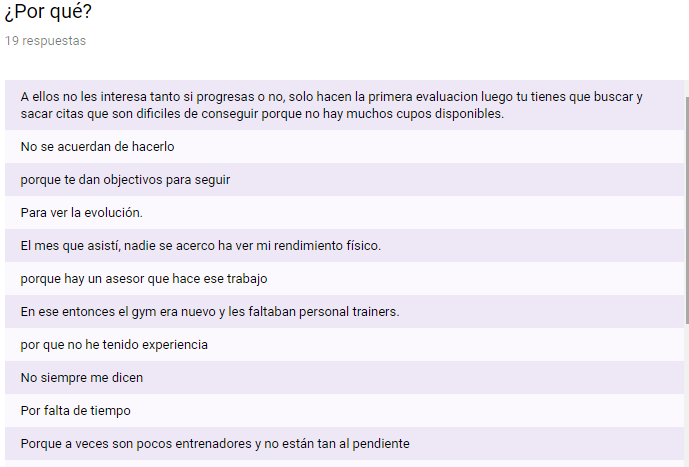 ¿Por qué?
19 respuestas
A ellos no les interesa tanto si progresas o no, solo hacen la primera evaluacion luego tu tienes que buscar y
sacar citas que son dificiles de conseguir porque no hay muchos cupos disponibles.
No se acuerdan de hacerlo
porque te dan objectivos para seguir
Para ver la evolución.
El mes que asistí, nadie se acerco ha ver mi rendimiento físico.
porque hay un asesor que hace ese trabajo
En ese entonces el gym era nuevo y les faltaban personal trainers.
por que no he tenido experiencia
No siempre me dicen
Por falta de tiempo
Porque a veces son pocos entrenadores y no están tan al pendiente